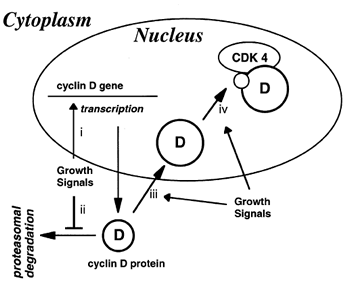 Cytoplasm
Nucleus
CDK 4
D
cyclin D gene
transcription
iv
i
D
Growth
Signals
ii
iii
Growth
Signals
D
proteasomal
degradation
cyclin D protein